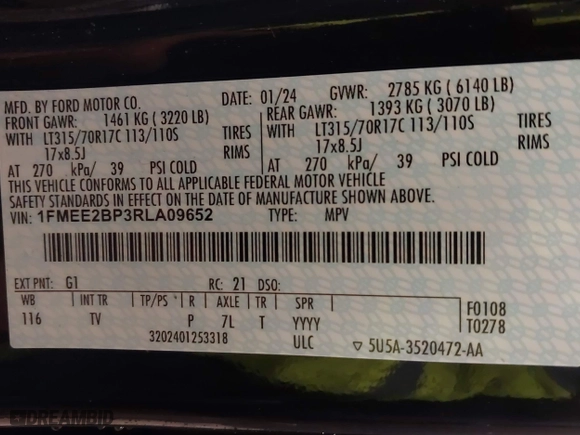 MFD. BY FORD MOTOR CO. DATE: 01/24 GVWR: 2785 KG ( 6140 LB)
FRONT GAWR: 1461 KG ( 3220 LB) REAR GAWR: 1393 KG ( 3070 LB)
WITH LT315/70R17C 113/110S TIRES WITH LT315/70R17C 113/110S TIRES
17x8.5J RIMS 17x8.5J RIMS
AT 270 kPa/ 39 PSI COLD AT 270 kPa/ 39 PSI COLD
THIS VEHICLE CONFORMS TO ALL APPLICABLE FEDERAL MOTOR VEHICLE
SAFETY STANDARDS IN EFFECT ON THE DATE OF MANUFACTURE SHOWN ABOVE.
VIN: 1FMEE2BP3RLA09652 TYPE: MPV
EXT PNT: G1 RC: 21 DSO:
WB INT TR TP/PS * R AXLE TR SPR F0108
116 TV P 7L T YYYY T0278
3202401253318 ULC ▽ 5U5A-3520472-AA
DREAMBID